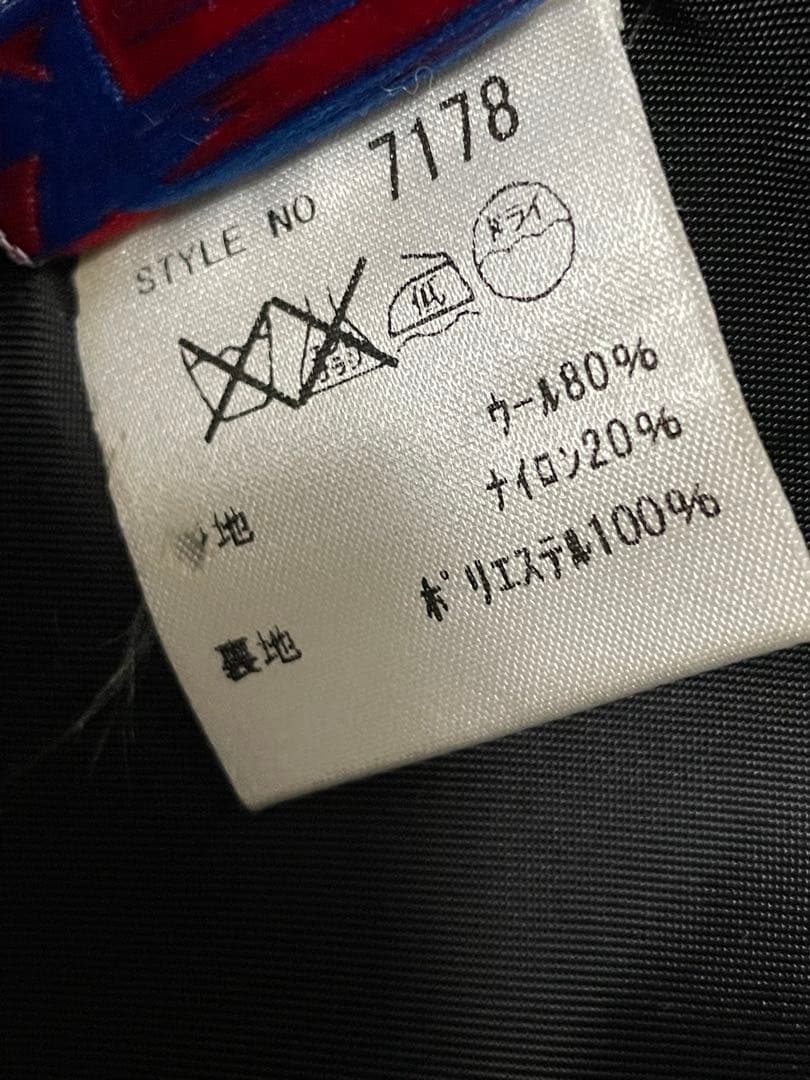 STYLE NO 7178
低 ドライ
ウール80%
ナイロン20%
地
ポリエステル100%
裏地